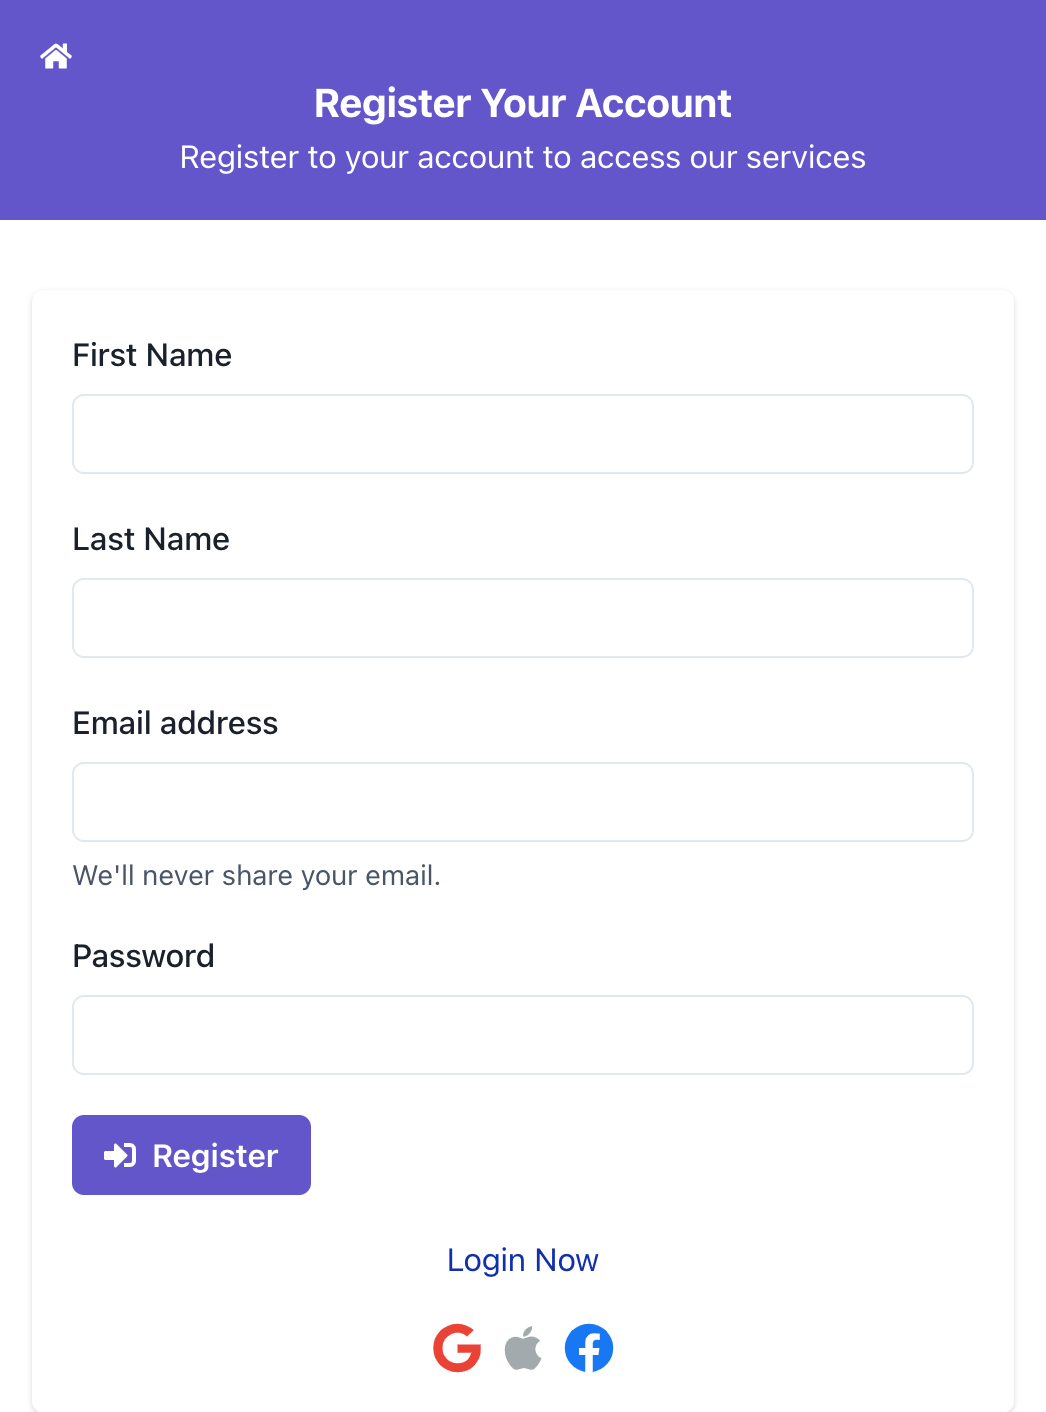 Register Your Account
Register to your account to access our services
First Name
Last Name
Email address
We'll never share your email.
Password
Register
Login Now